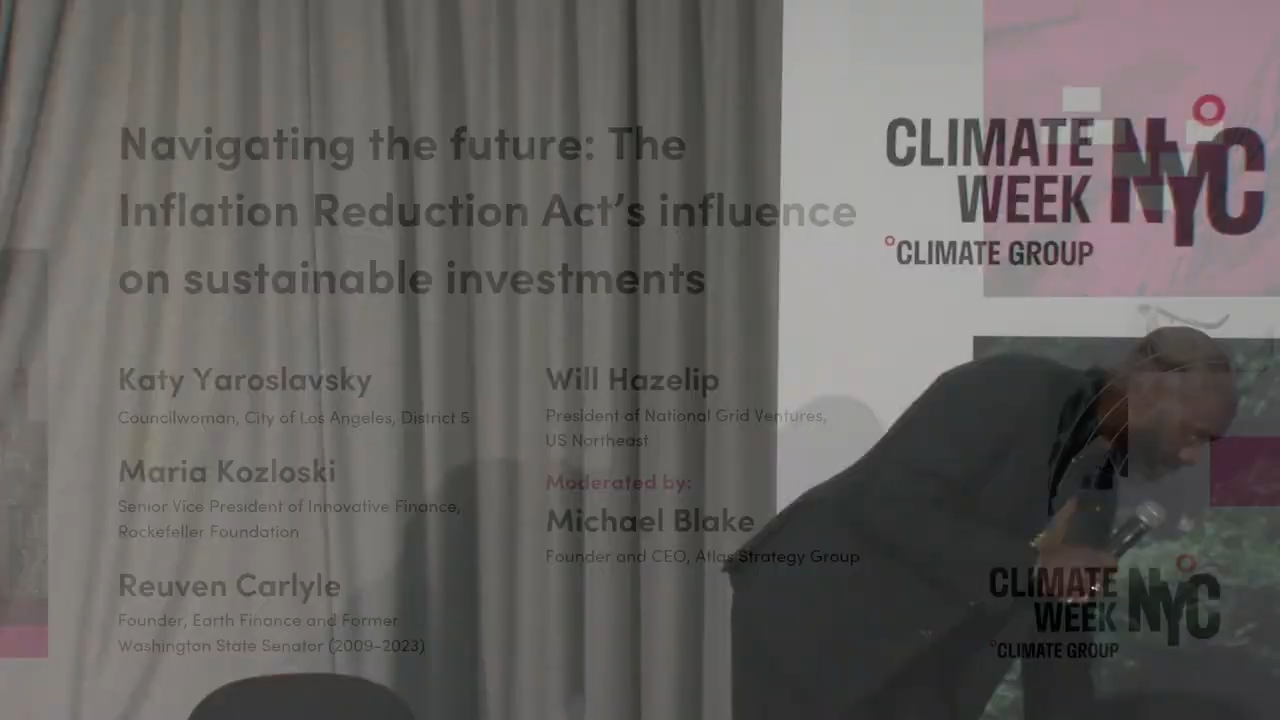 Navigating the future: The
Inflation Reduction Act's influence
on sustainable investments
Katy Yaroslavsky
Councilwoman, City of Los Angeles, District 5
Maria Kozloski
Senior Vice President of Innovative Finance,
Rockefeller Foundation
Reuven Carlyle
Founder, Earth Finance and Former
Washington State Senator (2009–2023)
Will Hazelip
President of National Grid Ventures,
US Northeast
Moderated by:
Michael Blake
Founder and CEO, Atlas Strategy Group
CLIMATE
WEEK NYC
°CLIMATE GROUP
CLIMATE
WEEK NYC
°CLIMATE GROUP